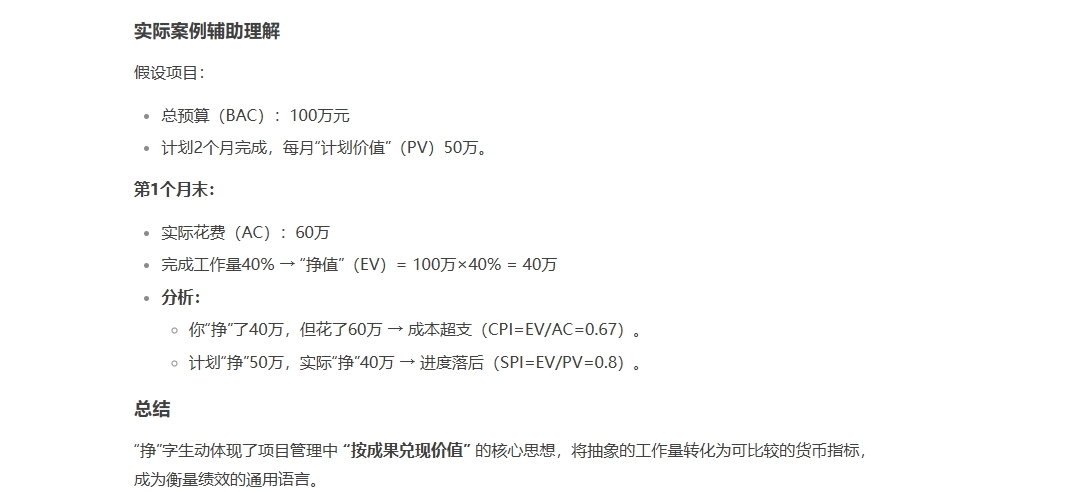 实际案例辅助理解
假设项目：
总预算（BAC）：100万元
计划2个月完成，每月“计划价值”（PV）50万。
第1个月末：
实际花费（AC）：60万
完成工作量40% → “挣值”（EV）= 100万×40% = 40万
分析：
你“挣”了40万，但花了60万 → 成本超支（CPI=EV/AC=0.67）。
计划“挣”50万，实际“挣”40万 → 进度落后（SPI=EV/PV=0.8）。
总结
“挣”字生动体现了项目管理中 “按成果兑现价值” 的核心思想，将抽象的工作量转化为可比较的货币指标，
成为衡量绩效的通用语言。